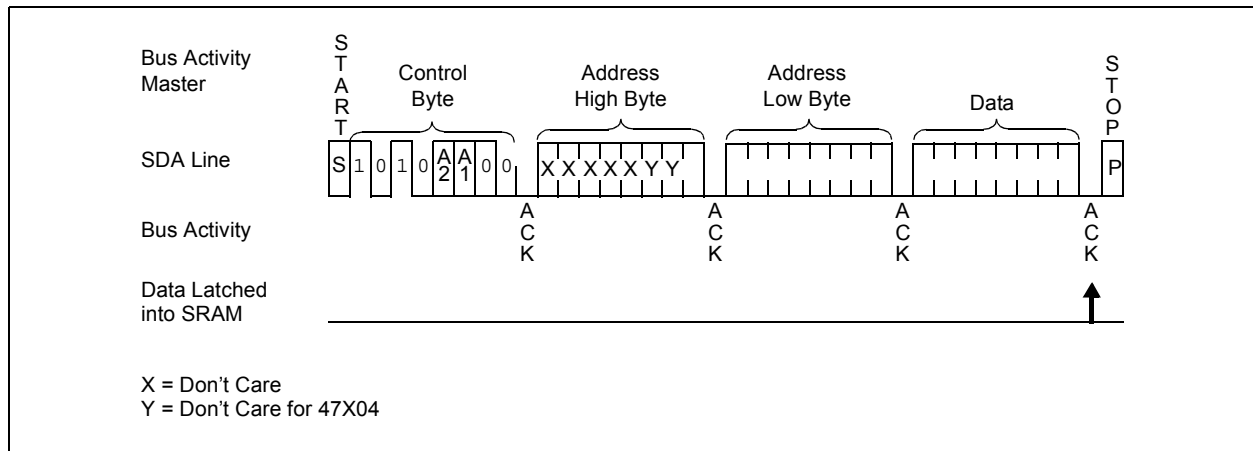 Bus Activity
Master
START
Control
Byte
Address
High Byte
Address
Low Byte
Data
STOP
SDA Line
S 1 0 1 0 A2 A1 0 0
X X X X X Y Y
P
Bus Activity
ACK
ACK
ACK
ACK
Data Latched
into SRAM
X = Don't Care
Y = Don't Care for 47X04